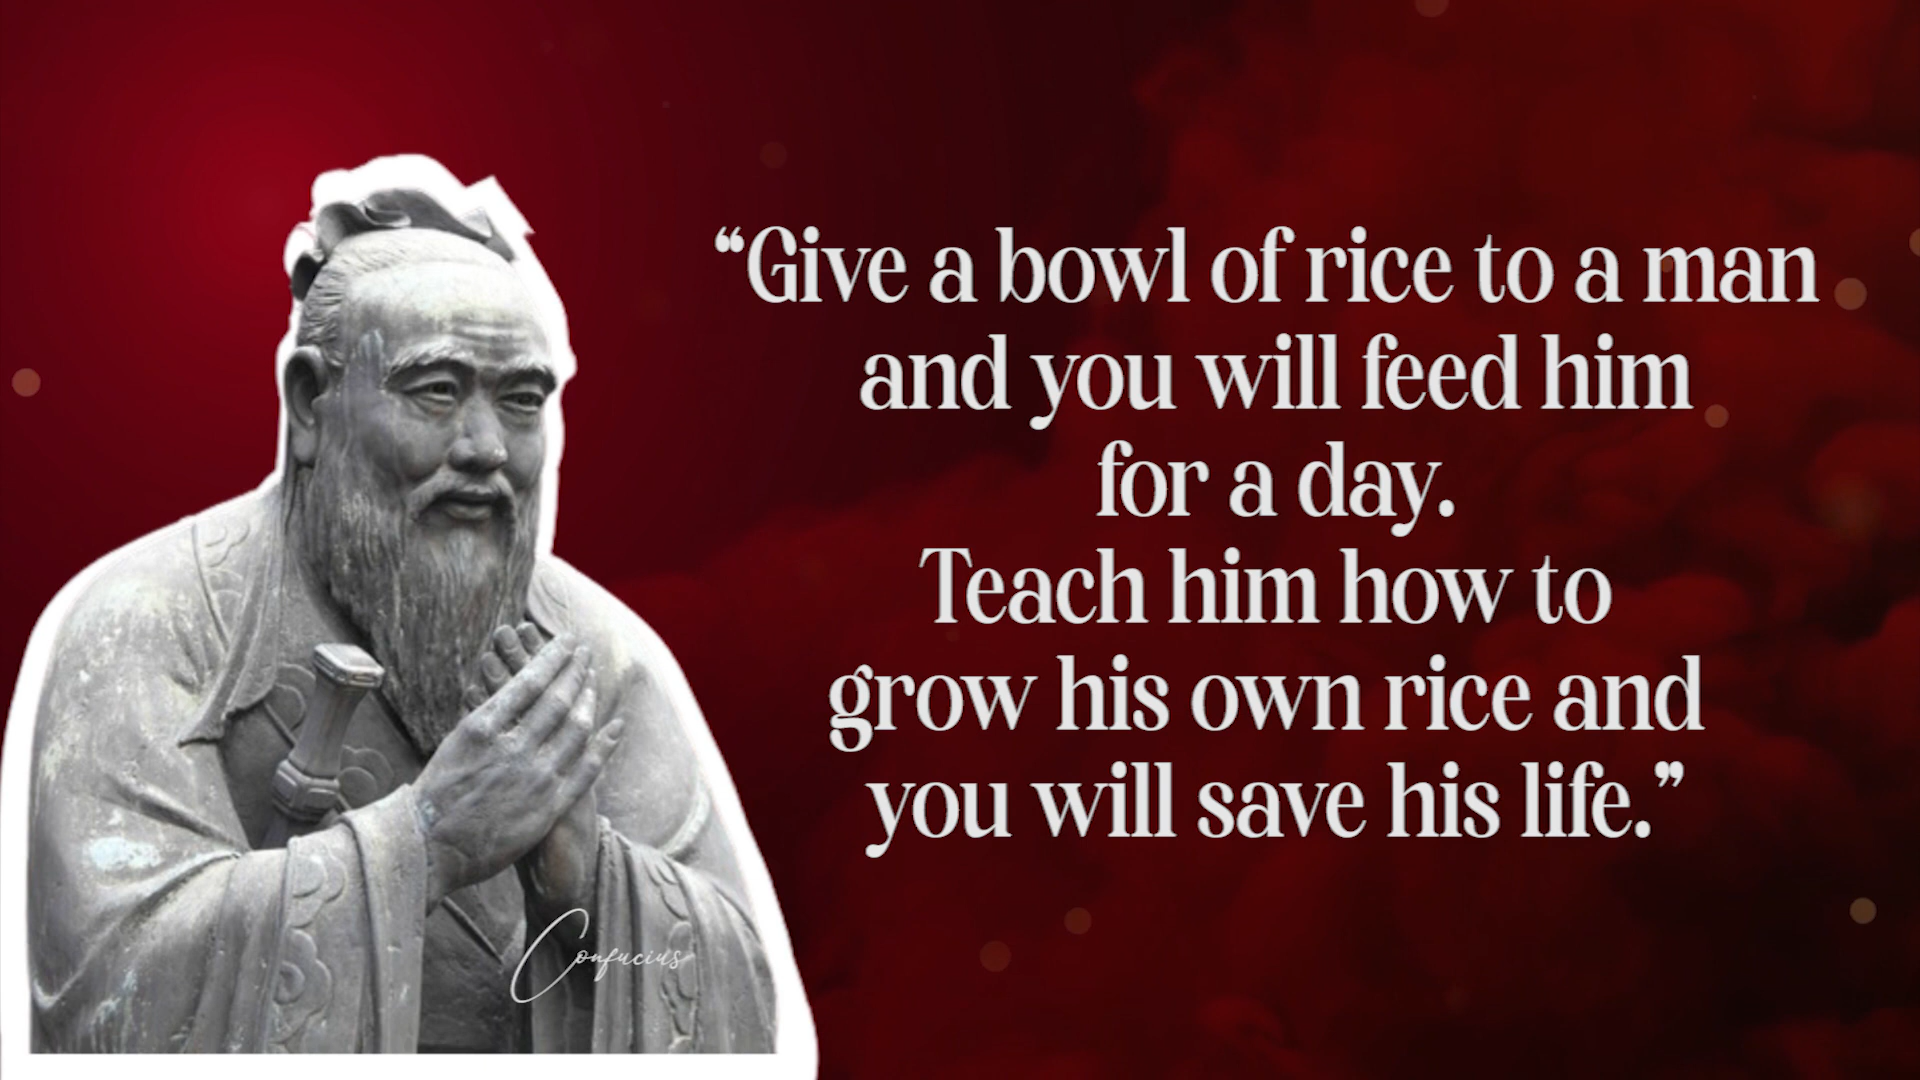 “Give a bowl of rice to a man
and you will feed him
for a day.
Teach him how to
grow his own rice and
you will save his life.”
Confucius